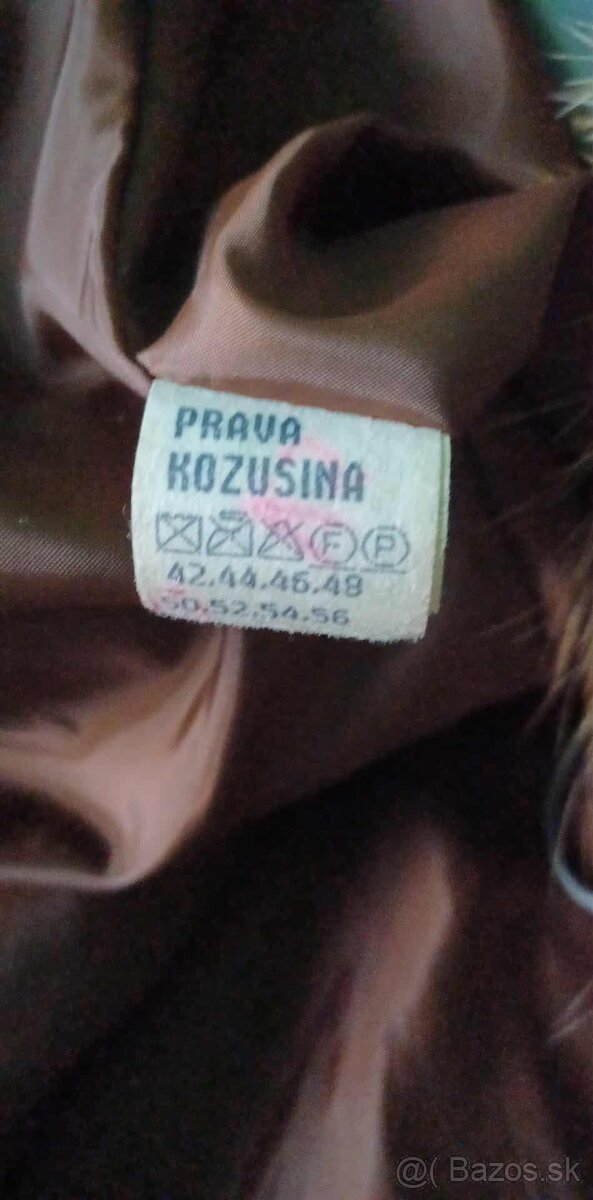 PRAVA
KOZUSINA
F P
42.44.46.48
50.52.54.56
@( Bazos.sk